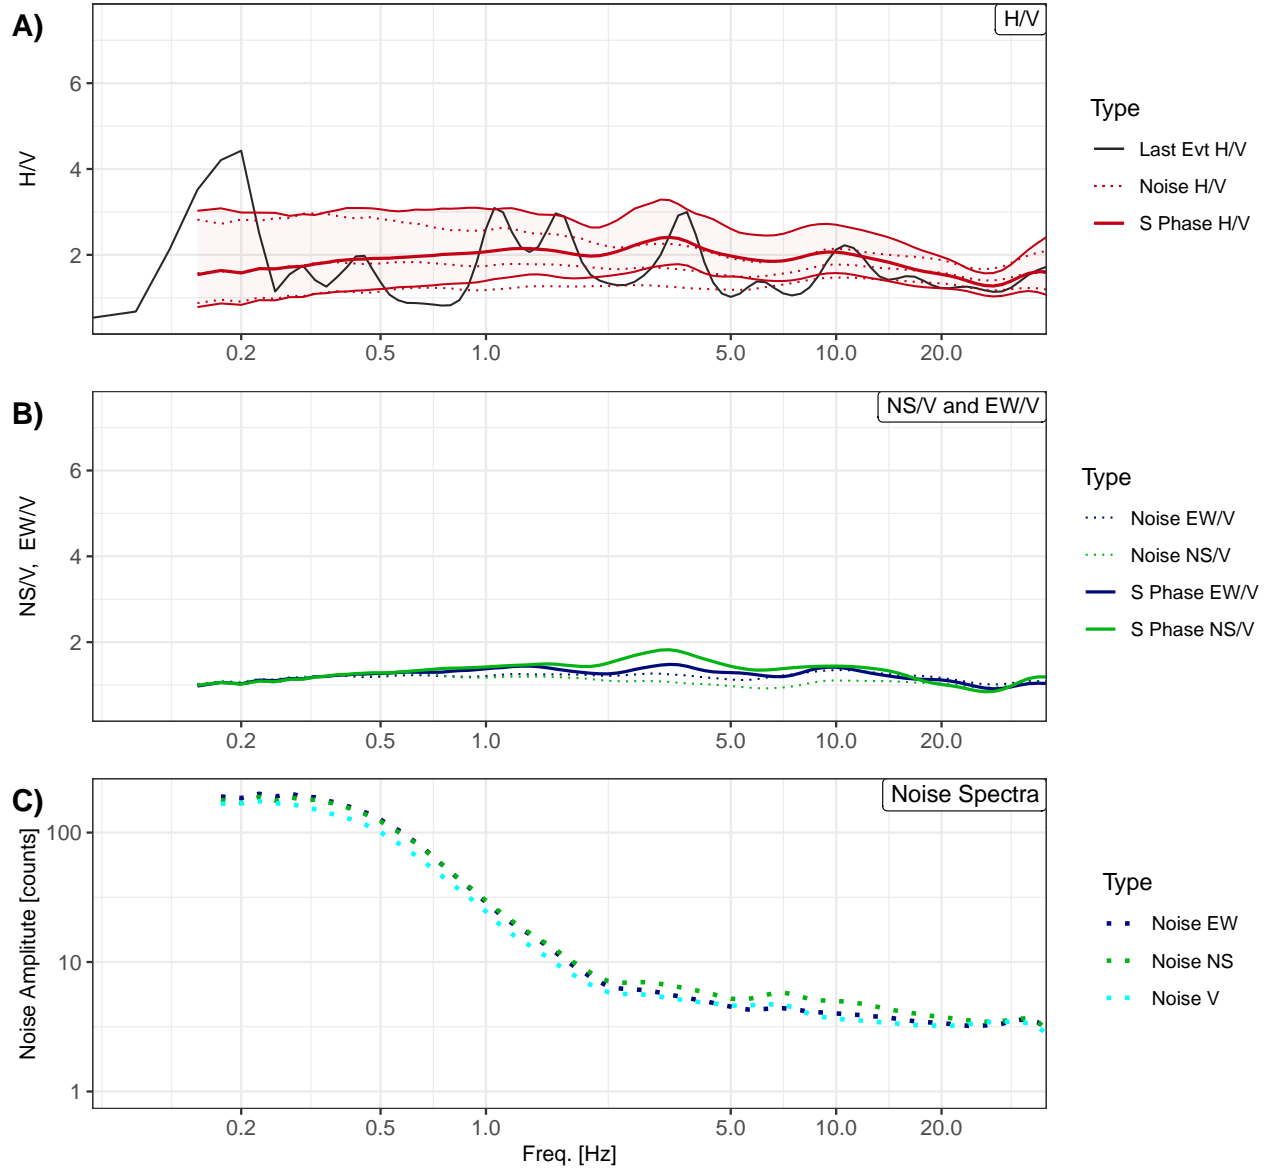 A)
H/V
H/V
6
4
2
0.2 0.5 1.0 5.0 10.0 20.0
Type
Last Evt H/V
Noise H/V
S Phase H/V
B)
NS/V and EW/V
NS/V, EW/V
6
4
2
0.2 0.5 1.0 5.0 10.0 20.0
Type
Noise EW/V
Noise NS/V
S Phase EW/V
S Phase NS/V
C)
Noise Spectra
Noise Amplitute [counts]
100
10
1
0.2 0.5 1.0 5.0 10.0 20.0
Freq. [Hz]
Type
Noise EW
Noise NS
Noise V